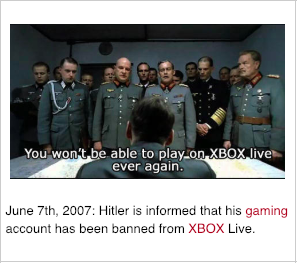 You won't be able to play on XBOX live
ever again.
June 7th, 2007: Hitler is informed that his gaming
account has been banned from XBOX Live.